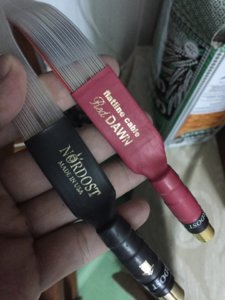 flatline cable
Red DAWN
NORDOST
MADE IN USA